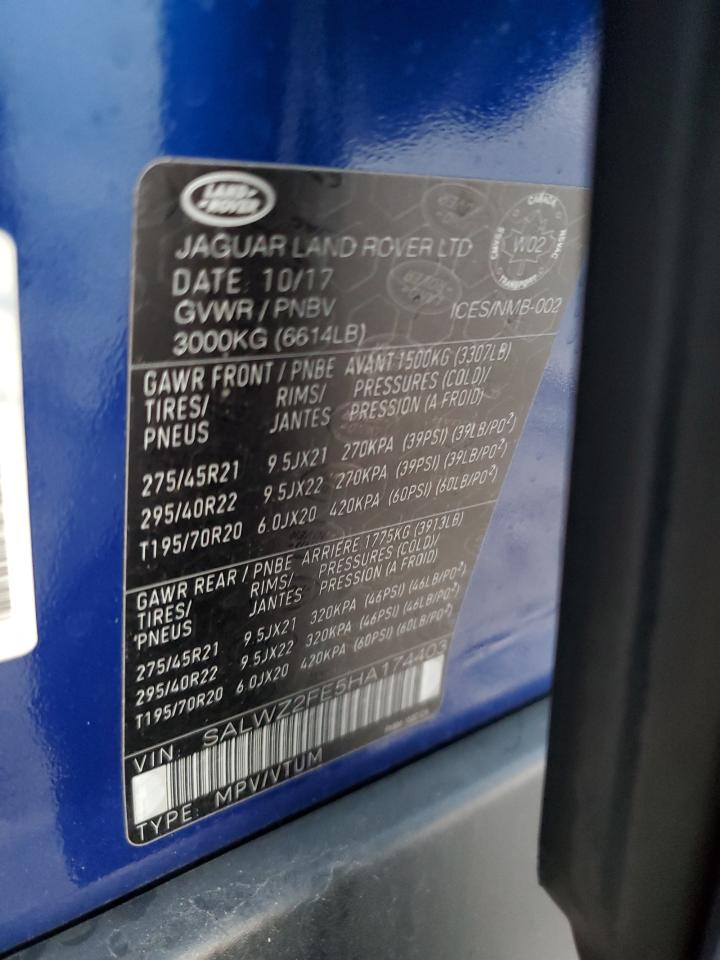 LAND-
-ROVER
JAGUAR LAND ROVER LTD
DATE 10/17
GVWR / PNBV
3000KG (6614LB)
CANADA
W02
TRANSPORT
ICES/NMB-002
GAWR FRONT / PNBE AVANT 1500KG (3307LB)
TIRES/ RIMS/ PRESSURES (COLD)/
PNEUS JANTES PRESSION (A FROID)
275/45R21 9.5JX21 270KPA (39PSI) (39LB/PO²)
295/40R22 9.5JX22 270KPA (39PSI) (39LB/PO²)
T195/70R20 6.0JX20 420KPA (60PSI) (60LB/PO²)
GAWR REAR / PNBE ARRIÈRE 1775KG (3913LB)
TIRES/ RIMS/ PRESSURES (COLD)/
PNEUS JANTES PRESSION (A FROID)
275/45R21 9.5JX21 320KPA (46PSI) (46LB/PO²)
295/40R22 9.5JX22 320KPA (46PSI) (46LB/PO²)
T195/70R20 6.0JX20 420KPA (60PSI) (60LB/PO²)
VIN: SALWZ2FE5HA174403
TYPE: MPV/VTUM